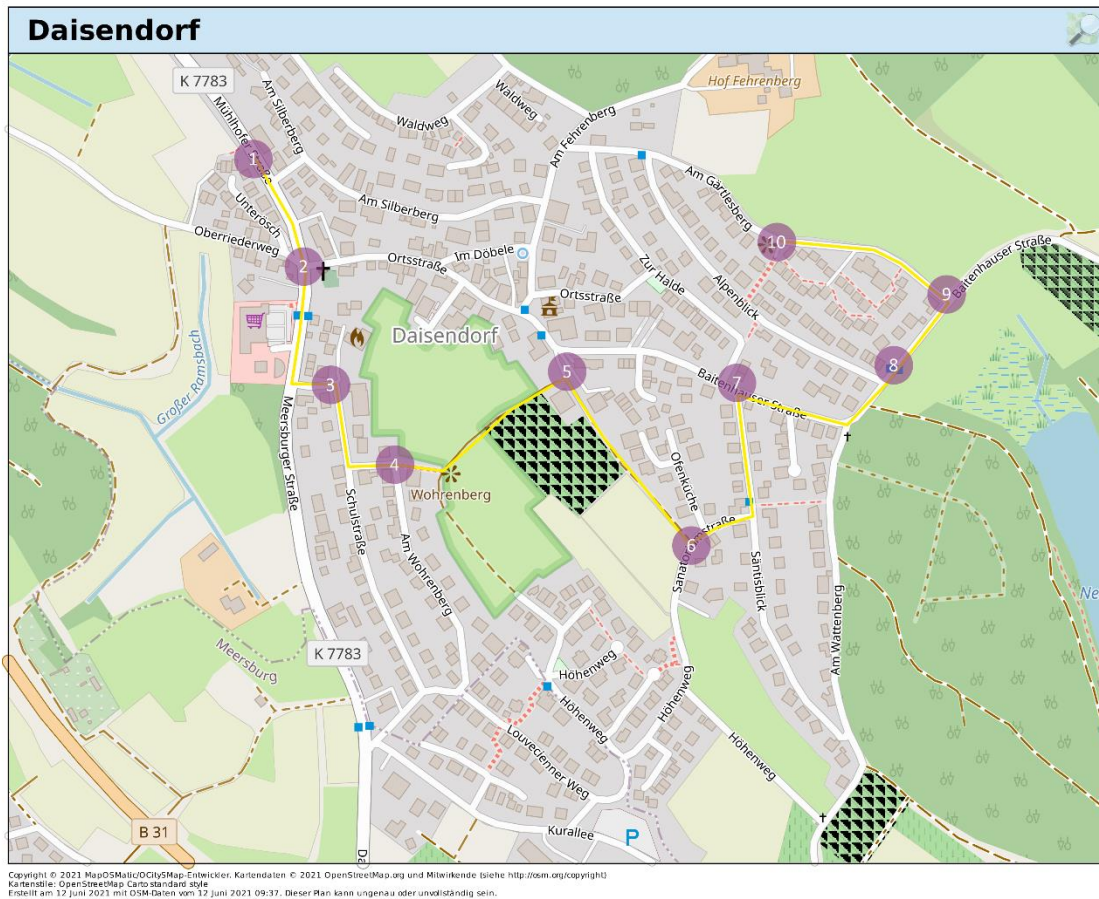 Daisendorf
K 7783
Hof Fehrenberg
Am Silberberg
Waldweg
Waldweg
Mühlhofer Straße
Am Fehrenberg
1
Am Gärtlesberg
Unterösch
Am Silberberg
Oberriederweg
10
Im Döbele
Ortsstraße
2
Zur Halde
Baitenhauser Straße
Alpenblick
Ortsstraße
9
Daisendorf
Großer Ramsbach
8
5
3
7
Baitenhauser Straße
Meersburger Straße
4
Wohrenberg
Ofenküche
Schulstraße
6
Am Wohrenberg
Säntisblick
Am Wattenberg
Ne
Meersburg
K 7783
Höhenweg
Höhenweg
Höhenweg
Höhenweg
Louvecienner Weg
B 31
Kurallee
P
Da
Copyright © 2021 MapOSMatic/OCitySMap-Entwickler. Kartendaten © 2021 OpenStreetMap.org und Mitwirkende (siehe http://osm.org/copyright)
Kartenstile: OpenStreetMap Carto standard style
Erstellt am 12 Juni 2021 mit OSM-Daten vom 12 Juni 2021 09:37. Dieser Plan kann ungenau oder unvollständig sein.